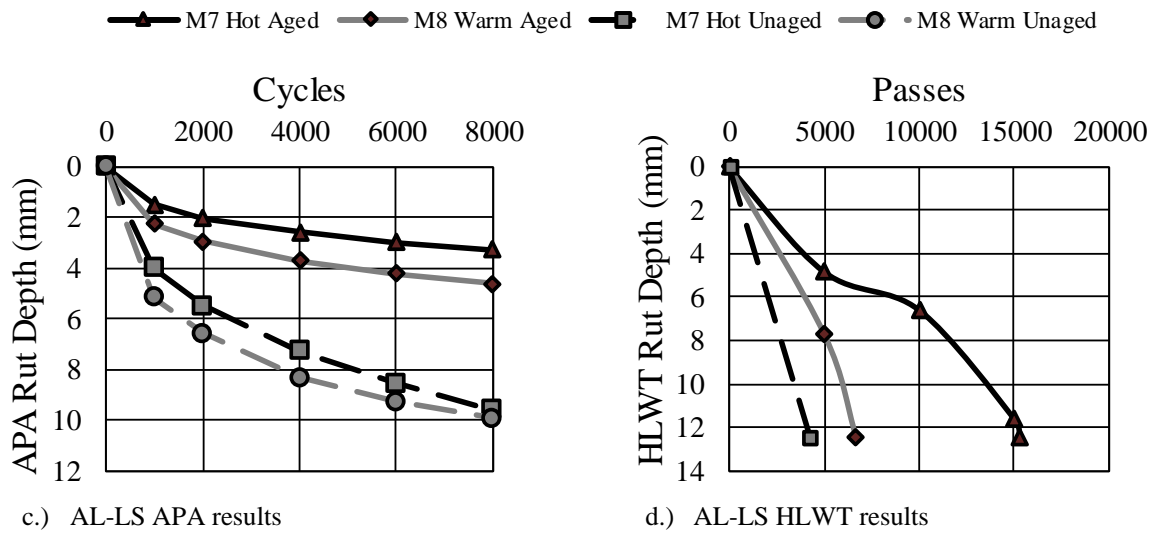 M7 Hot Aged M8 Warm Aged M7 Hot Unaged M8 Warm Unaged
Cycles
0 2000 4000 6000 8000
APA Rut Depth (mm)
0
2
4
6
8
10
12
c.) AL-LS APA results
Passes
0 5000 10000 15000 20000
HLWT Rut Depth (mm)
0
2
4
6
8
10
12
14
d.) AL-LS HLWT results